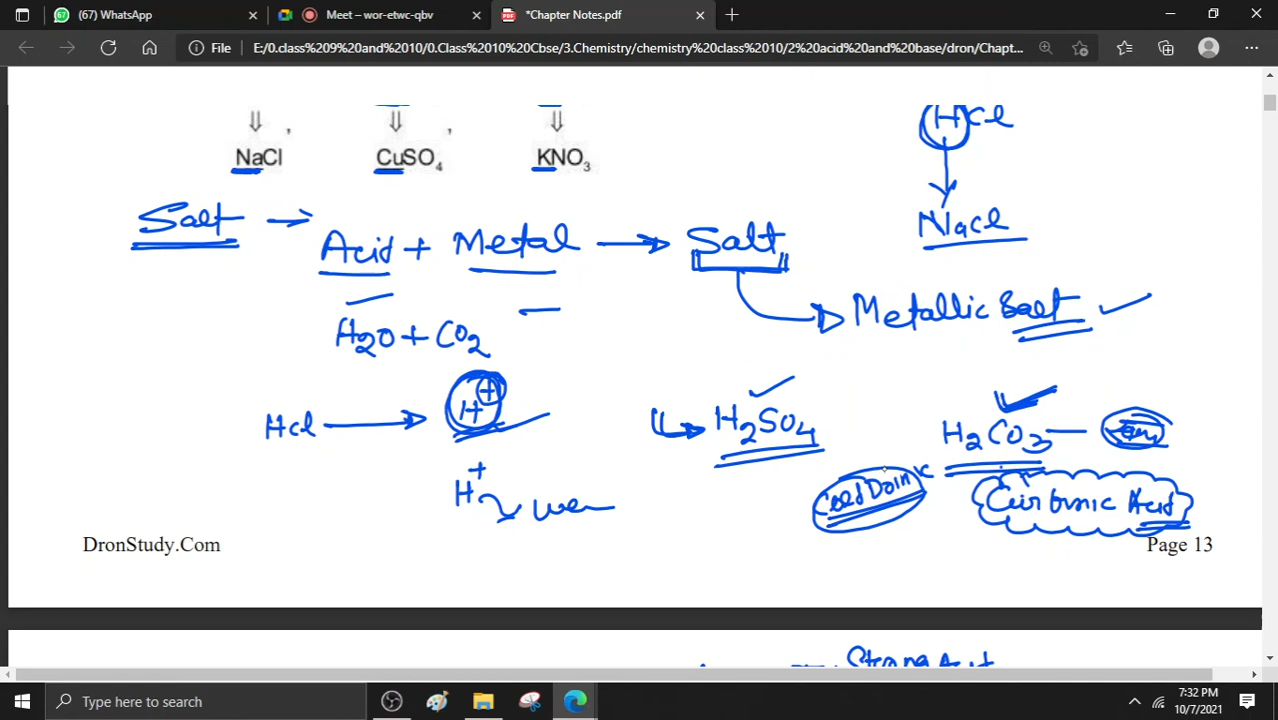 (67) WhatsApp
Meet – wor-etwc-qbv
*Chapter Notes.pdf
File E:/0.class%209%20and%2010/0.Class%2010%20Cbse/3.Chemistry/chemistry%20class%2010/2%20acid%20and%20base/dron/Chapt...
⇓ , ⇓ , ⇓
NaCl CuSO₄ KNO₃
HCl
NaCl
Salt → Acid + Metal → Salt
Metallic Salt ✓
H₂O + CO₂
HCl → H⁺
H₂SO₄
H₂CO₃ —
H⁺
Carbonic Acid
DronStudy.Com
Page 13
Strong Acid
Type here to search
7:32 PM
10/7/2021